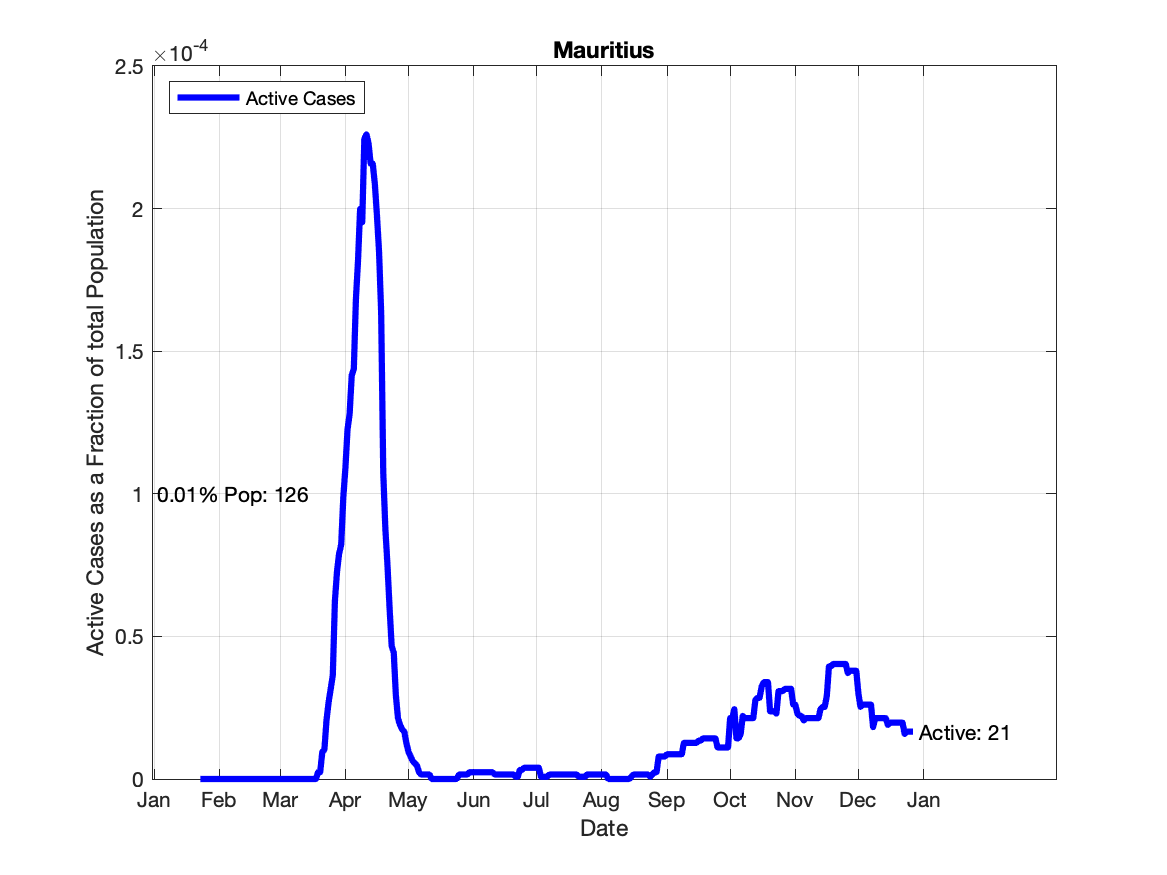 Mauritius
×10-4
Active Cases
2.5
2
1.5
1
0.5
0
0.01% Pop: 126
Active: 21
Active Cases as a Fraction of total Population
Jan Feb Mar Apr May Jun Jul Aug Sep Oct Nov Dec Jan
Date